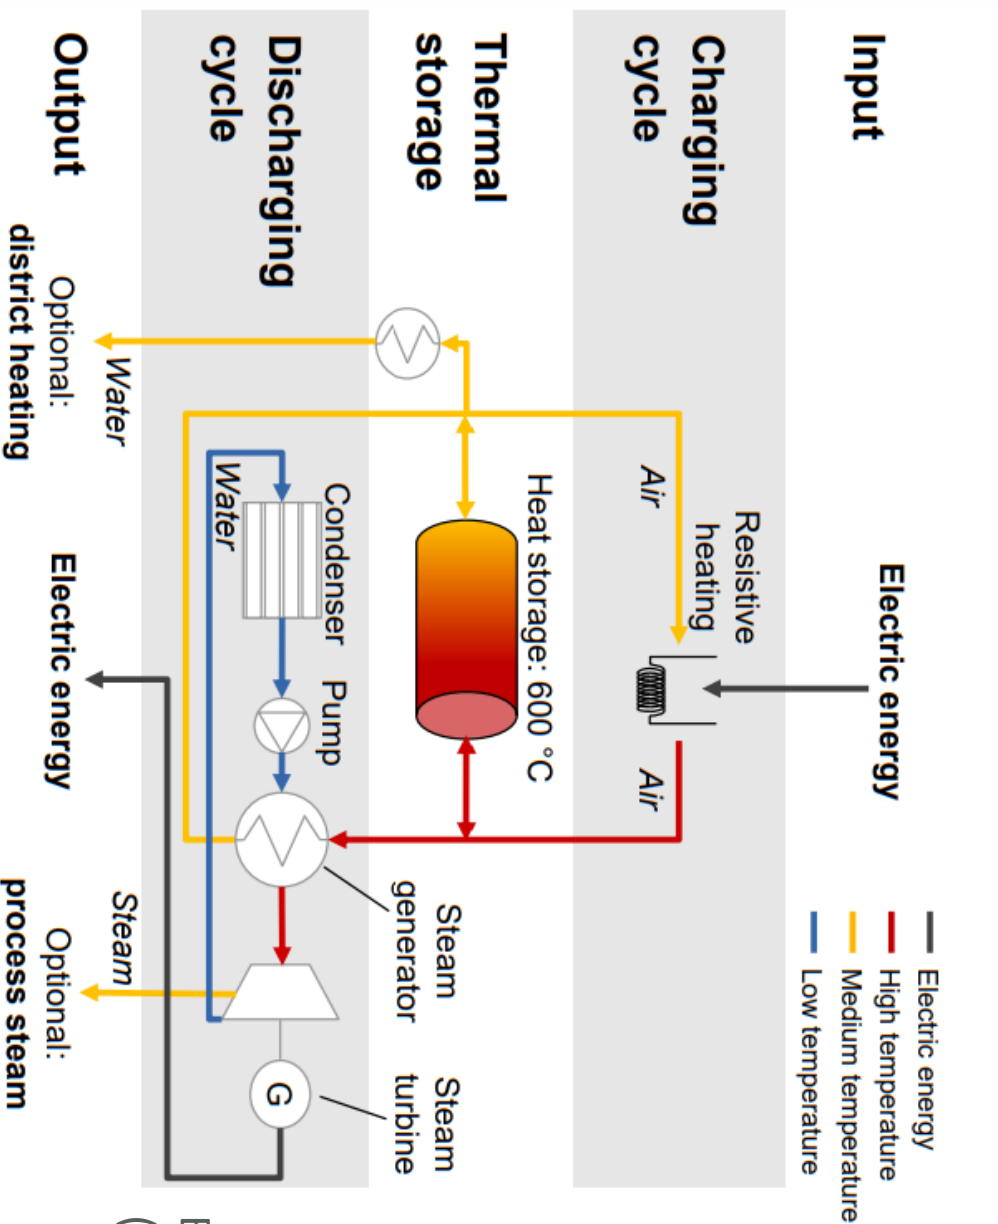 Input
Electric energy
Electric energy
High temperature
Medium temperature
Low temperature
Charging
cycle
Resistive
heating
Air
Air
Thermal
storage
Heat storage: 600 °C
Discharging
cycle
Condenser
Pump
Steam
generator
Steam
turbine
G
Water
Output
Water
Optional:
district heating
Electric energy
Steam
Optional:
process steam